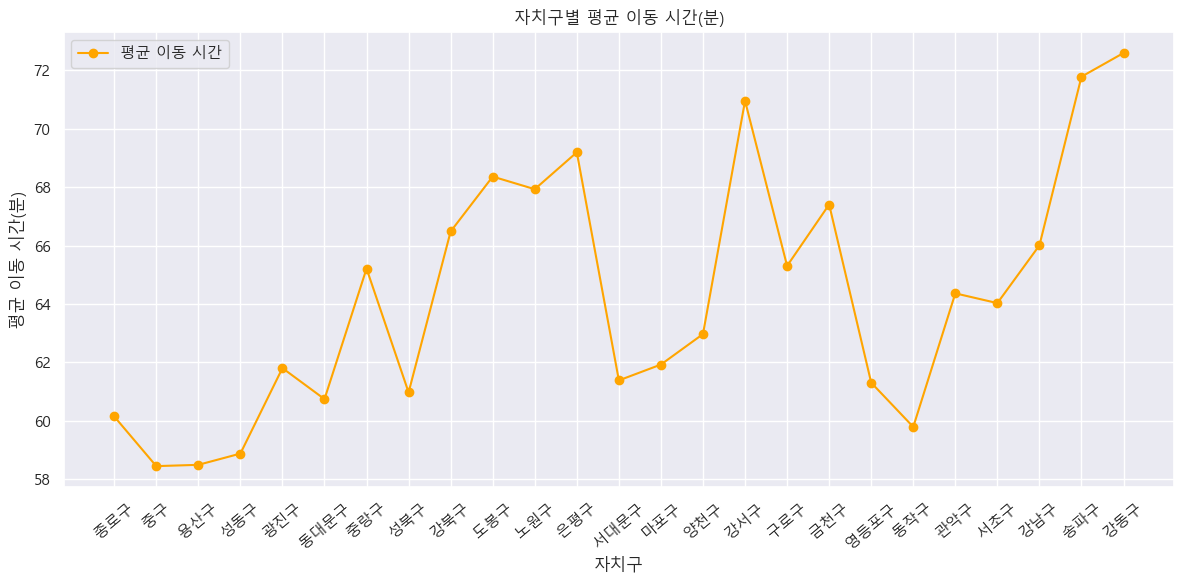 자치구별 평균 이동 시간(분)
평균 이동 시간
평균 이동 시간(분)
72
70
68
66
64
62
60
58
종로구
중구
용산구
성동구
광진구
동대문구
중랑구
성북구
강북구
도봉구
노원구
은평구
서대문구
마포구
양천구
강서구
구로구
금천구
영등포구
동작구
관악구
서초구
강남구
송파구
강동구
자치구